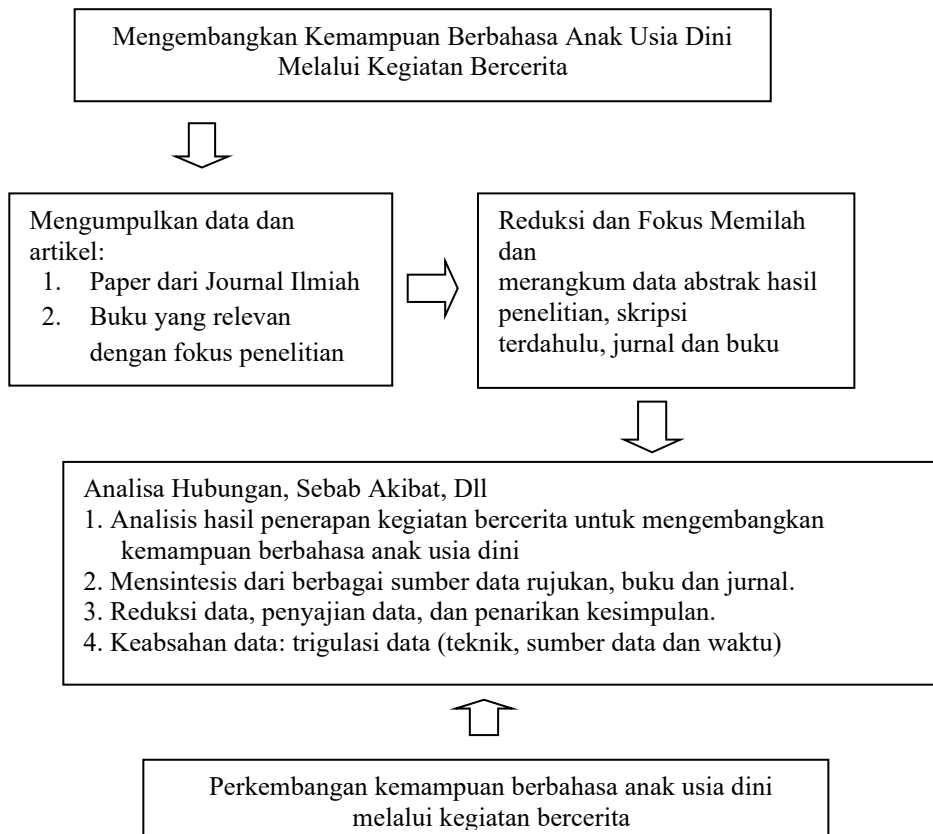 Mengembangkan Kemampuan Berbahasa Anak Usia Dini
Melalui Kegiatan Bercerita
Mengumpulkan data dan
artikel:
1. Paper dari Journal Ilmiah
2. Buku yang relevan
dengan fokus penelitian
Reduksi dan Fokus Memilah
dan
merangkum data abstrak hasil
penelitian, skripsi
terdahulu, jurnal dan buku
Analisa Hubungan, Sebab Akibat, Dll
1. Analisis hasil penerapan kegiatan bercerita untuk mengembangkan
kemampuan berbahasa anak usia dini
2. Mensintesis dari berbagai sumber data rujukan, buku dan jurnal.
3. Reduksi data, penyajian data, dan penarikan kesimpulan.
4. Keabsahan data: trigulasi data (teknik, sumber data dan waktu)
Perkembangan kemampuan berbahasa anak usia dini
melalui kegiatan bercerita